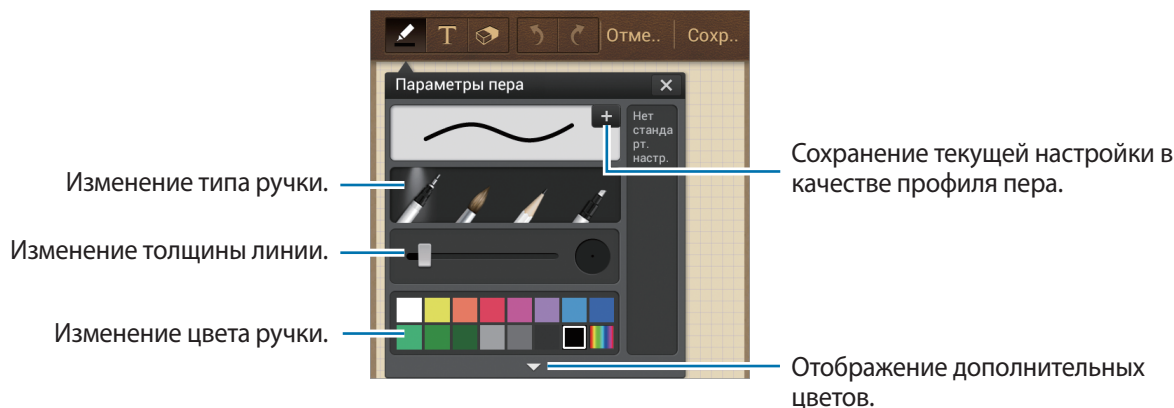 T
Отме..
Сохр..
Параметры пера
Нет
станда
рт.
настр.
Изменение типа ручки.
Изменение толщины линии.
Изменение цвета ручки.
Сохранение текущей настройки в
качестве профиля пера.
Отображение дополнительных
цветов.